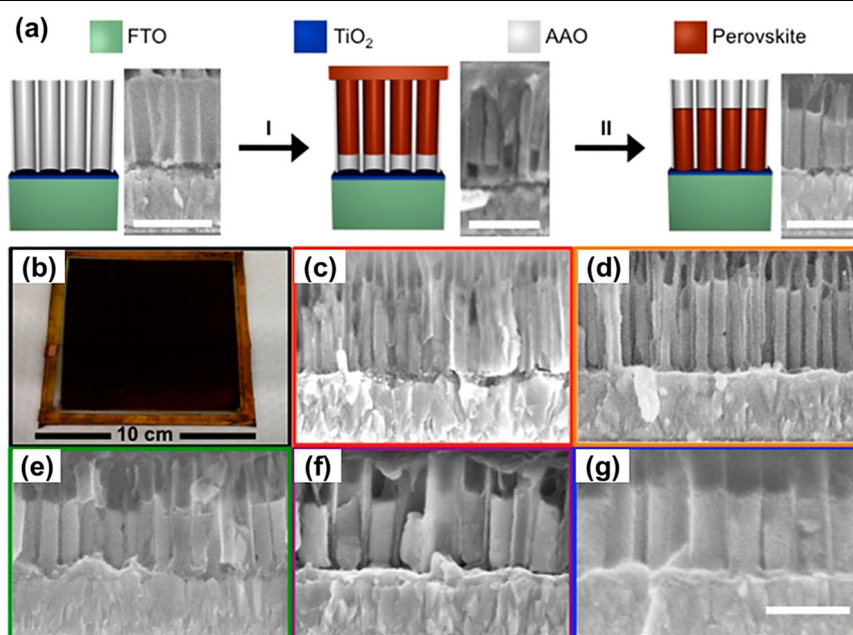 (a) FTO TiO₂ AAO Perovskite
I II
(b) (c) (d)
10 cm
(e) (f) (g)